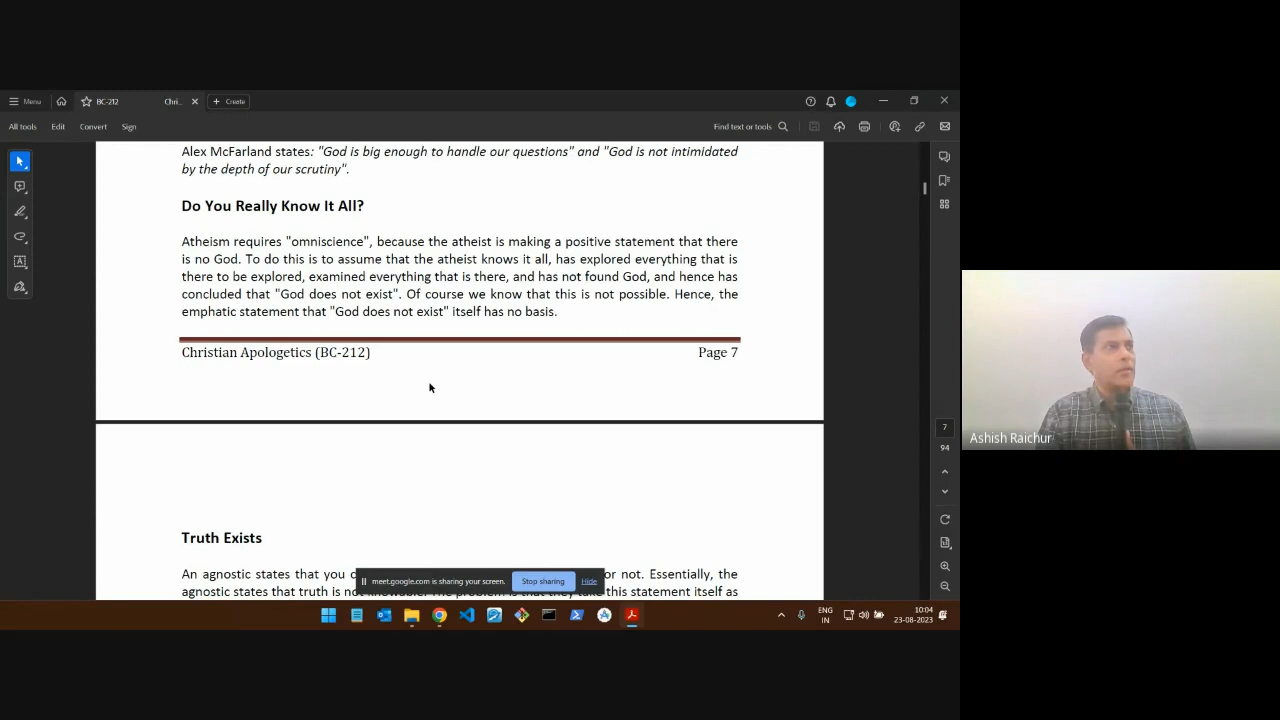 Menu
BC-212
Chri...
Create
All tools
Edit
Convert
Sign
Find text or tools
Alex McFarland states: "God is big enough to handle our questions" and "God is not intimidated
by the depth of our scrutiny".
Do You Really Know It All?
Atheism requires "omniscience", because the atheist is making a positive statement that there
is no God. To do this is to assume that the atheist knows it all, has explored everything that is
there to be explored, examined everything that is there, and has not found God, and hence has
concluded that "God does not exist". Of course we know that this is not possible. Hence, the
emphatic statement that "God does not exist" itself has no basis.
Christian Apologetics (BC-212)
Page 7
7
94
Truth Exists
An agnostic states that you
or not. Essentially, the
agnostic states that truth is not knowable. The problem is that they take this statement itself as
meet.google.com is sharing your screen.
Stop sharing
Hide
ENG
IN
10:04
23-08-2023
Ashish Raichur